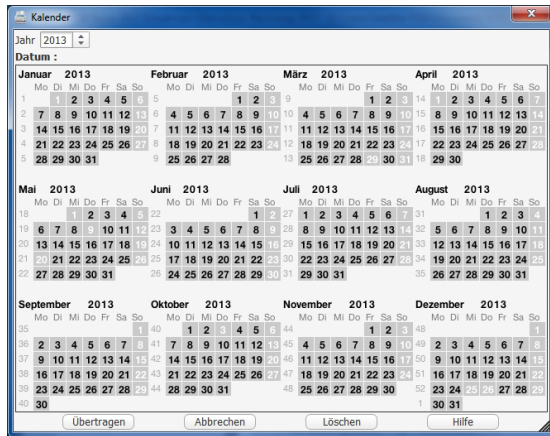 Kalender
Jahr 2013
Datum :
Januar 2013 Februar 2013 März 2013 April 2013
Mo Di Mi Do Fr Sa So Mo Di Mi Do Fr Sa So Mo Di Mi Do Fr Sa So Mo Di Mi Do Fr Sa So
1 1 2 3 4 5 6 5 1 2 3 9 1 2 3 14 1 2 3 4 5 6 7
2 7 8 9 10 11 12 13 6 4 5 6 7 8 9 10 10 4 5 6 7 8 9 10 15 8 9 10 11 12 13 14
3 14 15 16 17 18 19 20 7 11 12 13 14 15 16 17 11 11 12 13 14 15 16 17 16 15 16 17 18 19 20 21
4 21 22 23 24 25 26 27 8 18 19 20 21 22 23 24 12 18 19 20 21 22 23 24 17 22 23 24 25 26 27 28
5 28 29 30 31 9 25 26 27 28 13 25 26 27 28 29 30 31 18 29 30
Mai 2013 Juni 2013 Juli 2013 August 2013
Mo Di Mi Do Fr Sa So Mo Di Mi Do Fr Sa So Mo Di Mi Do Fr Sa So Mo Di Mi Do Fr Sa So
18 1 2 3 4 5 22 1 2 27 1 2 3 4 5 6 7 31 1 2 3 4
19 6 7 8 9 10 11 12 23 3 4 5 6 7 8 9 28 8 9 10 11 12 13 14 32 5 6 7 8 9 10 11
20 13 14 15 16 17 18 19 24 10 11 12 13 14 15 16 29 15 16 17 18 19 20 21 33 12 13 14 15 16 17 18
21 20 21 22 23 24 25 26 25 17 18 19 20 21 22 23 30 22 23 24 25 26 27 28 34 19 20 21 22 23 24 25
22 27 28 29 30 31 26 24 25 26 27 28 29 30 31 29 30 31 35 26 27 28 29 30 31
September 2013 Oktober 2013 November 2013 Dezember 2013
Mo Di Mi Do Fr Sa So Mo Di Mi Do Fr Sa So Mo Di Mi Do Fr Sa So Mo Di Mi Do Fr Sa So
35 1 40 1 2 3 4 5 6 44 1 2 3 48 1
36 2 3 4 5 6 7 8 41 7 8 9 10 11 12 13 45 4 5 6 7 8 9 10 49 2 3 4 5 6 7 8
37 9 10 11 12 13 14 15 42 14 15 16 17 18 19 20 46 11 12 13 14 15 16 17 50 9 10 11 12 13 14 15
38 16 17 18 19 20 21 22 43 21 22 23 24 25 26 27 47 18 19 20 21 22 23 24 51 16 17 18 19 20 21 22
39 23 24 25 26 27 28 29 44 28 29 30 31 48 25 26 27 28 29 30 52 23 24 25 26 27 28 29
40 30 1 30 31
Übertragen Abbrechen Löschen Hilfe